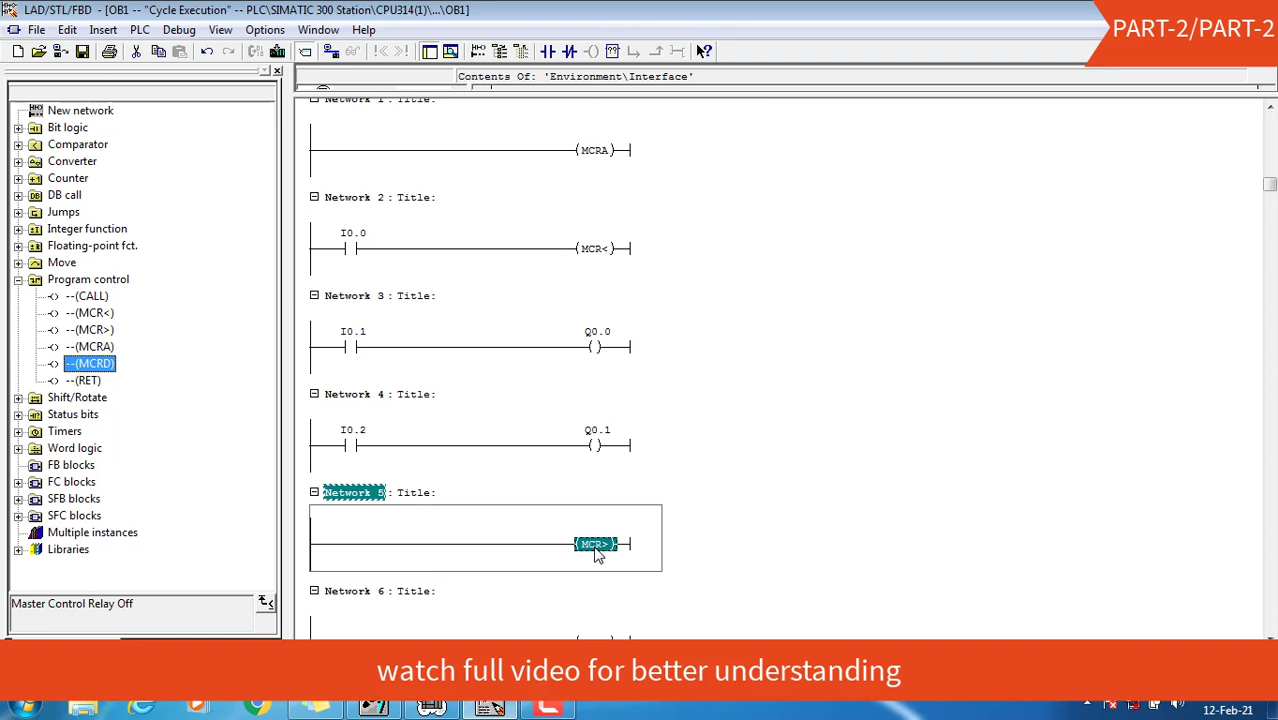 LAD/STL/FBD - [OB1 -- "Cycle Execution" -- PLC\SIMATIC 300 Station\CPU314(1)\...\OB1]
File Edit Insert PLC Debug View Options Window Help
PART-2/PART-2
Contents Of: 'Environment\Interface'
New network
Bit logic
Comparator
Converter
Counter
DB call
Jumps
Integer function
Floating-point fct.
Move
Program control
--(CALL)
--(MCR<)
--(MCR>)
--(MCRA)
--(MCRD)
--(RET)
Shift/Rotate
Status bits
Timers
Word logic
FB blocks
FC blocks
SFB blocks
SFC blocks
Multiple instances
Libraries
Master Control Relay Off
Network 1 : Title:
MCRA
Network 2 : Title:
I0.0
MCR<
Network 3 : Title:
I0.1 Q0.0
Network 4 : Title:
I0.2 Q0.1
Network 5 : Title:
MCR>
Network 6 : Title:
watch full video for better understanding
12-Feb-21